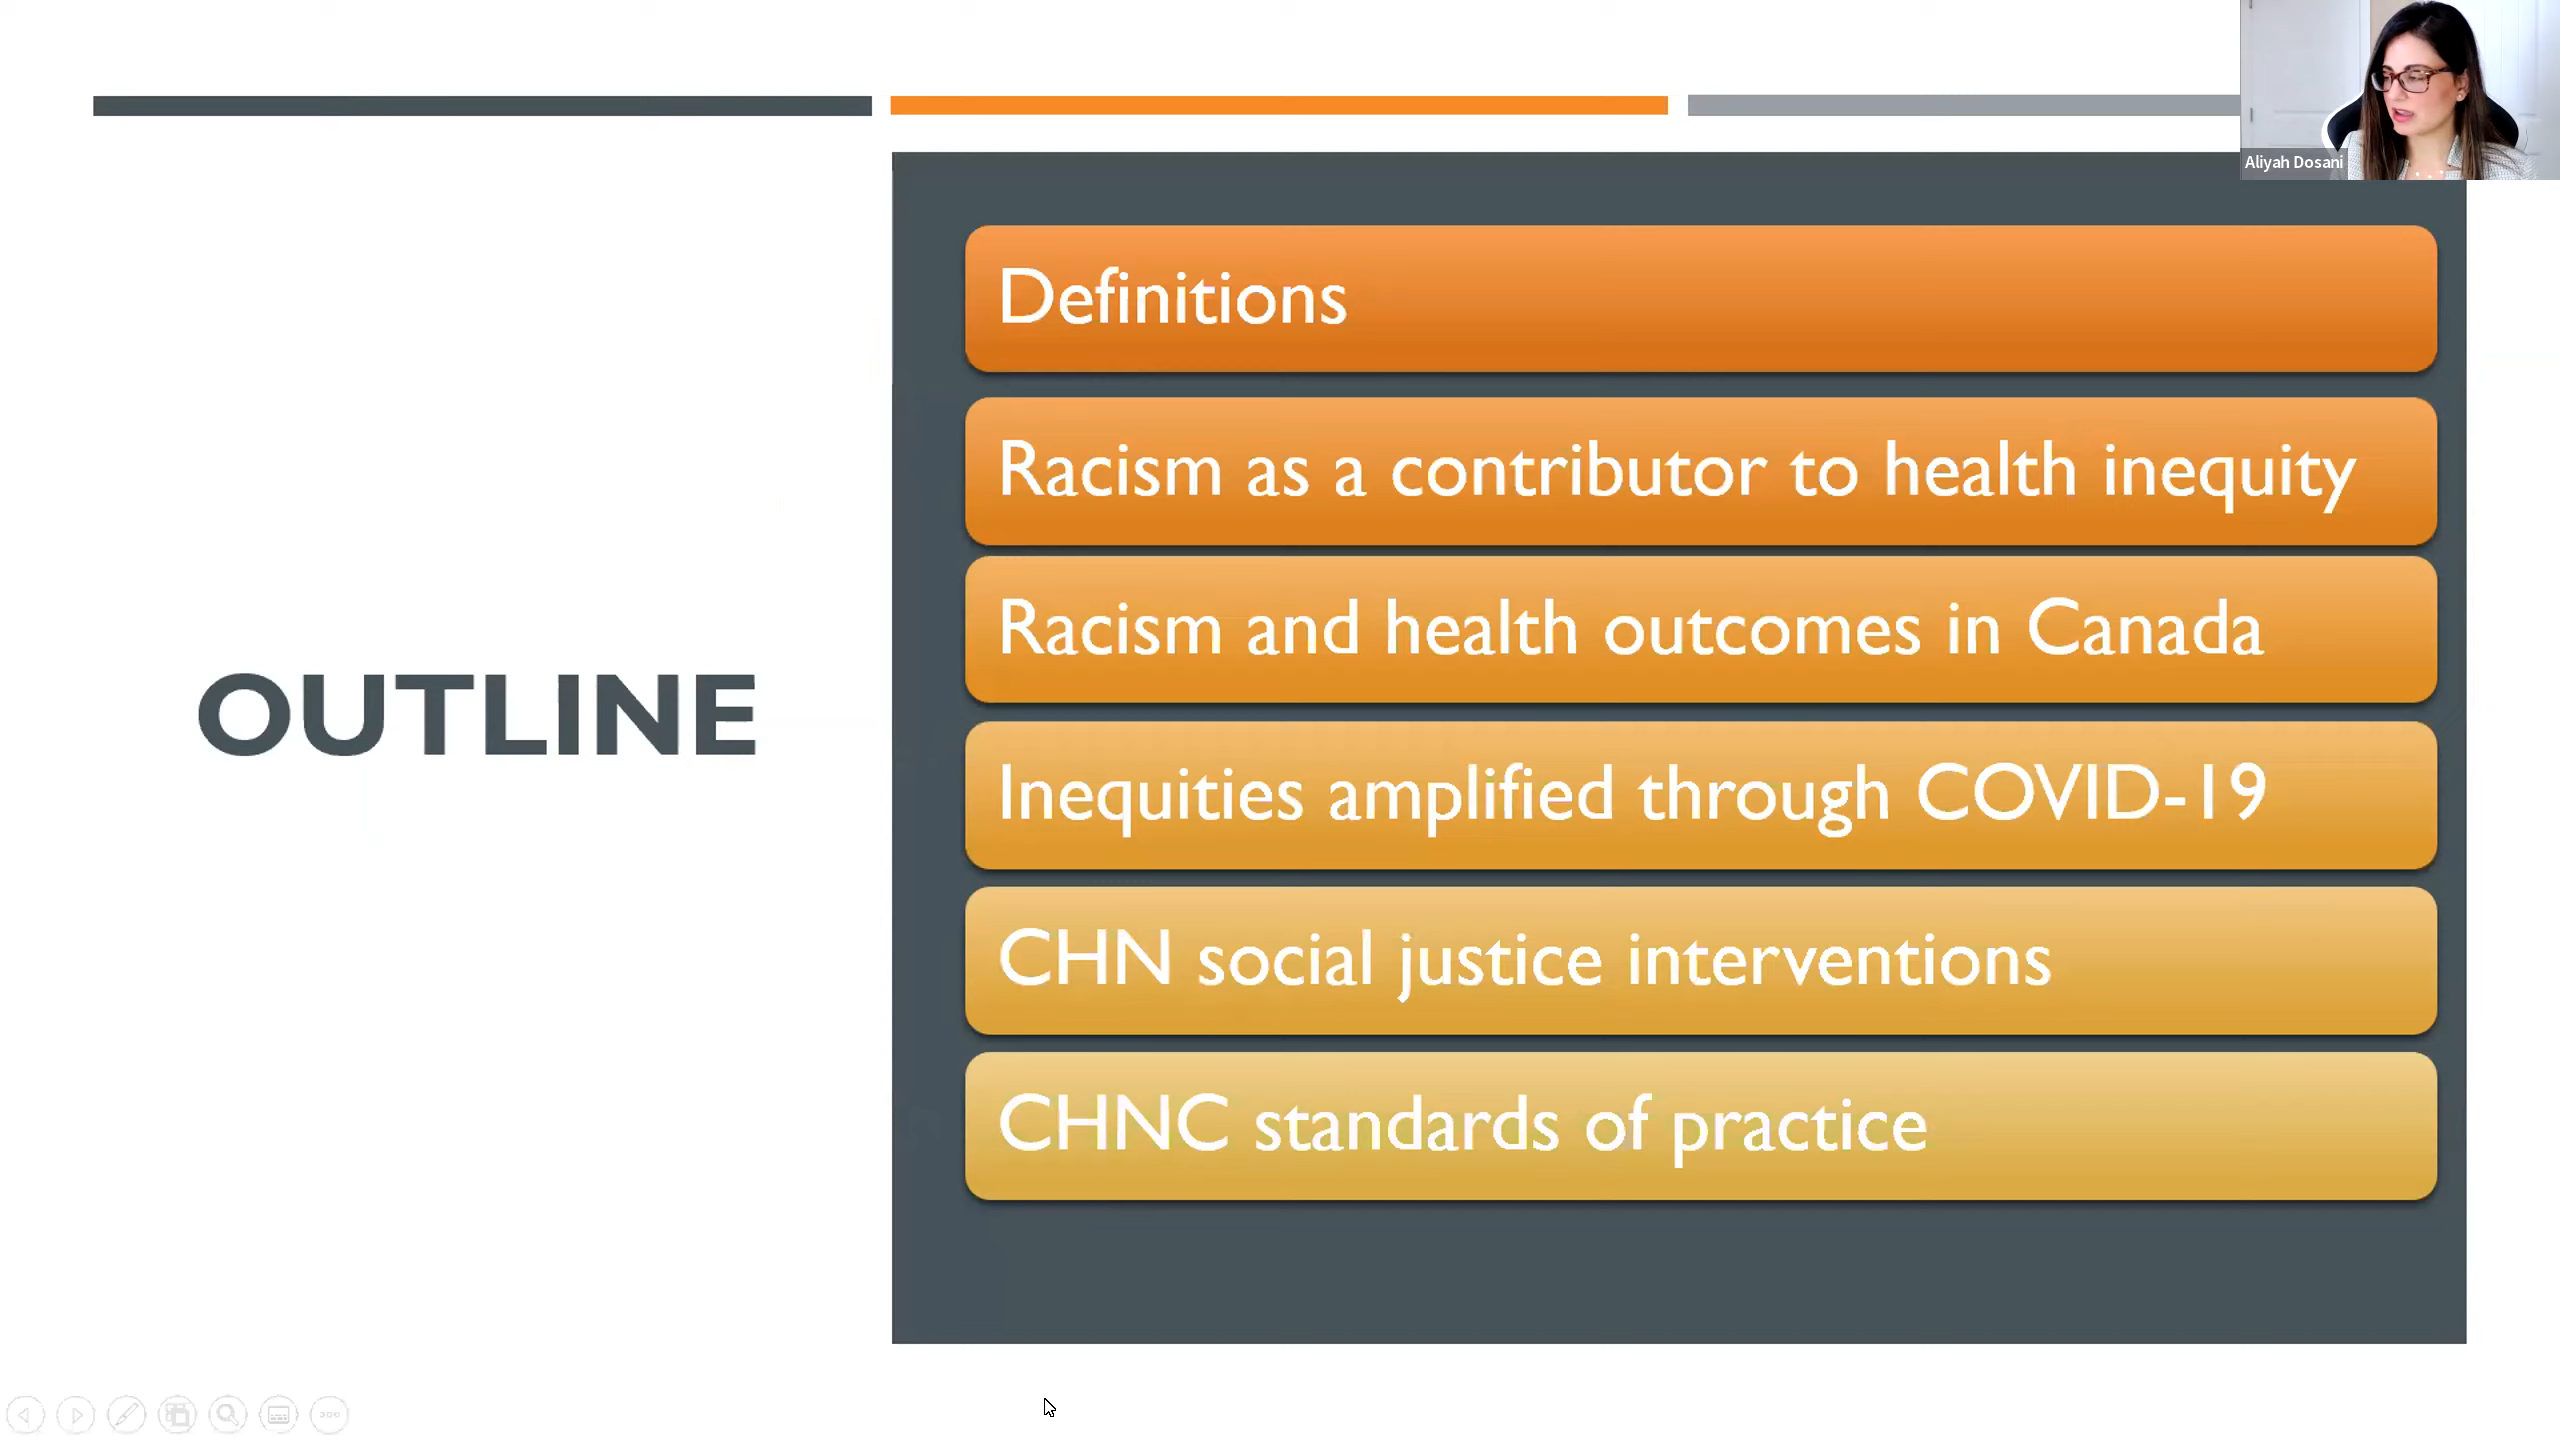 Aliyah Dosani
OUTLINE
Definitions
Racism as a contributor to health inequity
Racism and health outcomes in Canada
Inequities amplified through COVID-19
CHN social justice interventions
CHNC standards of practice